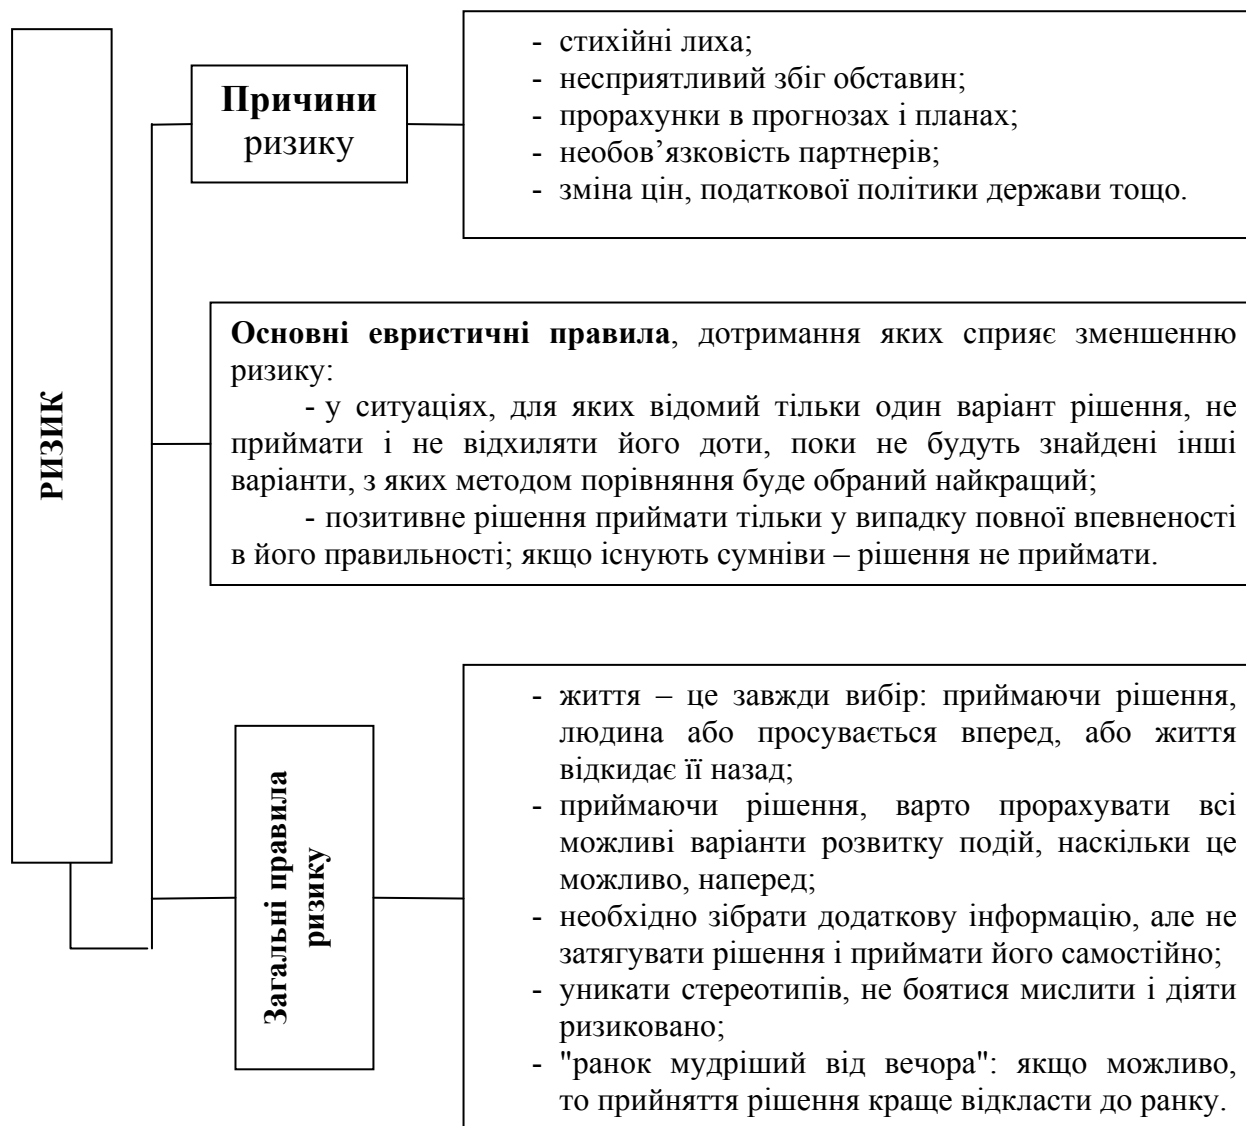 РИЗИК
Причини
ризику
- стихійні лиха;
- несприятливий збіг обставин;
- прорахунки в прогнозах і планах;
- необов’язковість партнерів;
- зміна цін, податкової політики держави тощо.
Основні евристичні правила, дотримання яких сприяє зменшенню
ризику:
- у ситуаціях, для яких відомий тільки один варіант рішення, не
приймати і не відхиляти його доти, поки не будуть знайдені інші
варіанти, з яких методом порівняння буде обраний найкращий;
- позитивне рішення приймати тільки у випадку повної впевненості
в його правильності; якщо існують сумніви – рішення не приймати.
Загальні правила
ризику
- життя – це завжди вибір: приймаючи рішення,
людина або просувається вперед, або життя
відкидає її назад;
- приймаючи рішення, варто прорахувати всі
можливі варіанти розвитку подій, наскільки це
можливо, наперед;
- необхідно зібрати додаткову інформацію, але не
затягувати рішення і приймати його самостійно;
- уникати стереотипів, не боятися мислити і діяти
ризиковано;
- "ранок мудріший від вечора": якщо можливо,
то прийняття рішення краще відкласти до ранку.